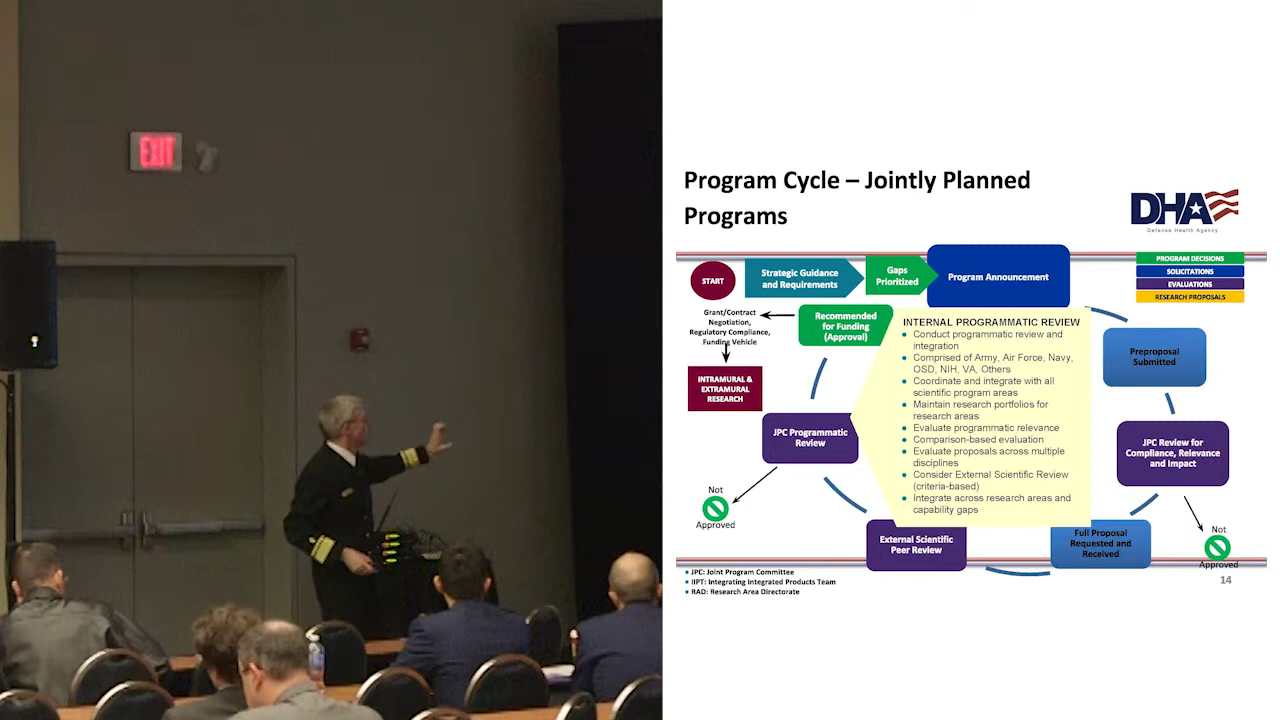 EXIT
Program Cycle – Jointly Planned
Programs
DHA
Defense Health Agency
PROGRAM DECISIONS
SOLICITATIONS
EVALUATIONS
RESEARCH PROPOSALS
START
Strategic Guidance
and Requirements
Gaps
Prioritized
Program Announcement
Grant/Contract
Negotiation,
Regulatory Compliance,
Funding Vehicle
Recommended
for Funding
(Approval)
INTRAMURAL &
EXTRAMURAL
RESEARCH
INTERNAL PROGRAMMATIC REVIEW
• Conduct programmatic review and
integration
• Comprised of Army, Air Force, Navy,
OSD, NIH, VA, Others
• Coordinate and integrate with all
scientific program areas
• Maintain research portfolios for
research areas
• Evaluate programmatic relevance
• Comparison-based evaluation
• Evaluate proposals across multiple
disciplines
• Consider External Scientific Review
(criteria-based)
• Integrate across research areas and
capability gaps
Preproposal
Submitted
JPC Programmatic
Review
JPC Review for
Compliance, Relevance
and Impact
Not
Approved
External Scientific
Peer Review
Full Proposal
Requested and
Received
Not
Approved
• JPC: Joint Program Committee
• IIPT: Integrating Integrated Products Team
• RAD: Research Area Directorate
14